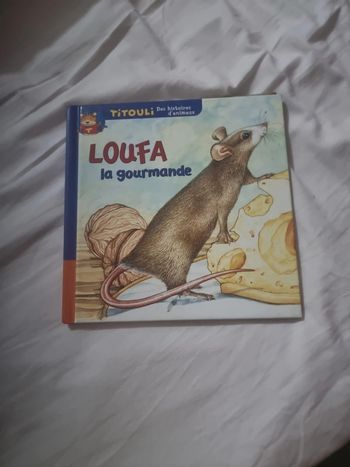 TITOULI Des histoires
d'animaux
LOUFA
la gourmande